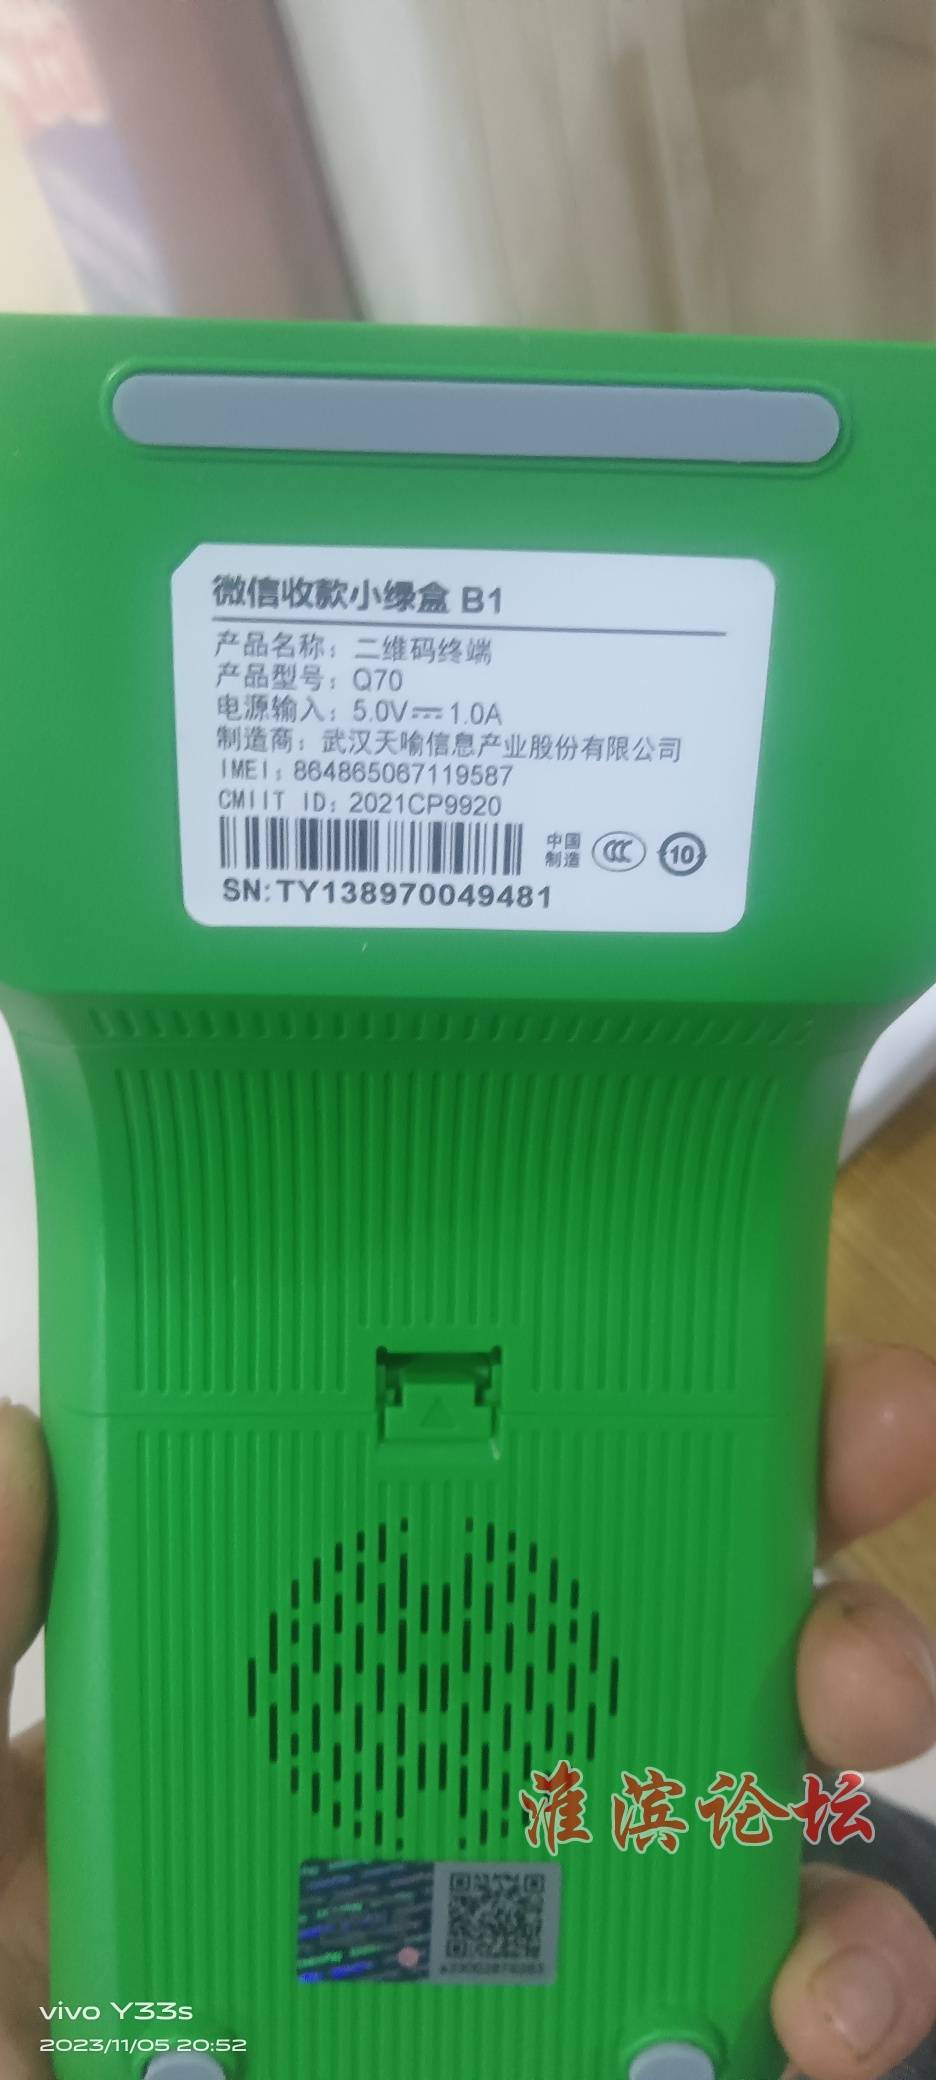 微信收款小绿盒 B1
产品名称：二维码终端
产品型号：Q70
电源输入：5.0V⎓1.0A
制造商：武汉天喻信息产业股份有限公司
IMEI：864865067119587
CMIIT ID：2021CP9920
中国
制造
CCC
10
SN:TY138970049481
淮滨论坛
vivo Y33s
2023/11/05 20:52